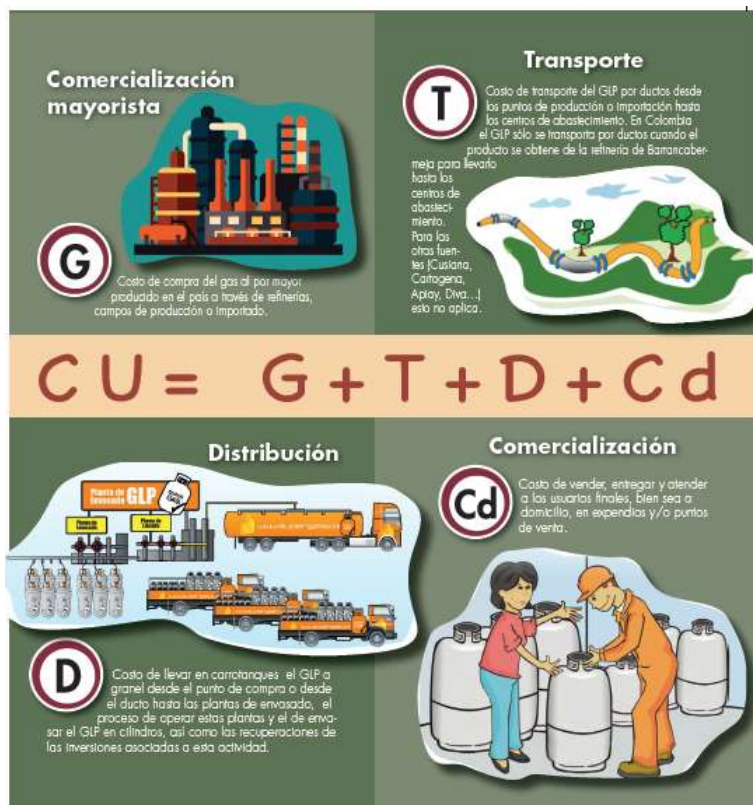 Comercialización
mayorista
G
Costo de compra del gas al por mayor
producido en el país a través de refinerías,
campos de producción o importado.
Transporte
T
Costo de transporte del GLP por ductos desde
los puntos de producción o importación hasta
los centros de abastecimiento. En Colombia
el GLP sólo se transporta por ductos cuando el
producto se obtiene de la refinería de Barrancaber-
meja para llevarlo
hasta los
centros de
abasteci-
miento.
Para las
otras fuen-
tes (Cusiana,
Cartagena,
Apiay, Dina...)
esto no aplica.
CU= G+T+D+Cd
Distribución
Planta de
Envasado GLP
D
Costo de llevar en carrotanques el GLP a
granel desde el punto de compra o desde
el ducto hasta las plantas de envasado, el
proceso de operar estas plantas y el de enva-
sar el GLP en cilindros, así como las recuperaciones de
las inversiones asociadas a esta actividad.
Comercialización
Cd
Costo de vender, entregar y atender
a los usuarios finales, bien sea a
domicilio, en expendios y/o puntos
de venta.